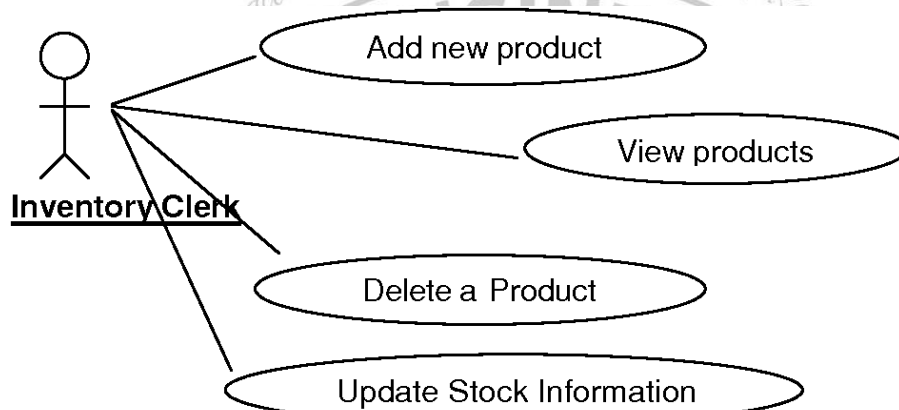 Add new product
View products
Inventory Clerk
Delete a Product
Update Stock Information